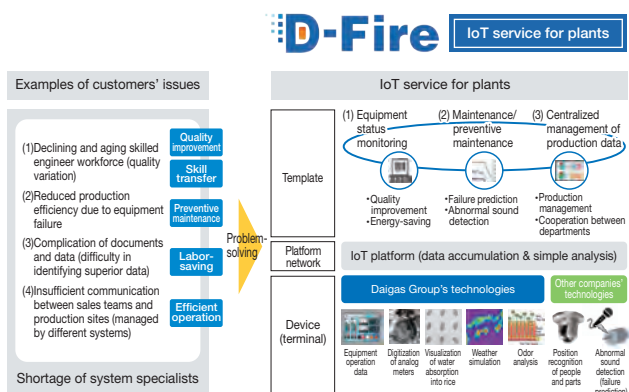 D-Fire
IoT service for plants
Examples of customers' issues
(1)Declining and aging skilled
engineer workforce (quality
variation)
(2)Reduced production
efficiency due to equipment
failure
(3)Complication of documents
and data (difficulty in
identifying superior data)
(4)Insufficient communication
between sales teams and
production sites (managed
by different systems)
Quality
improvement
Skill
transfer
Preventive
maintenance
Labor-
saving
Efficient
operation
Shortage of system specialists
Problem-
solving
IoT service for plants
Template
(1) Equipment
status
monitoring
(2) Maintenance/
preventive
maintenance
(3) Centralized
management of
production data
•Quality
improvement
•Energy-saving
•Failure prediction
•Abnormal sound
detection
•Production
management
•Cooperation between
departments
Platform
network
IoT platform (data accumulation & simple analysis)
Device
(terminal)
Daigas Group's technologies
Other companies'
technologies
Equipment
operation
data
Digitization
of analog
meters
Visualization
of water
absorption
into rice
Weather
simulation
Odor
analysis
Position
recognition
of people
and parts
Abnormal
sound
detection
(failure
prediction)